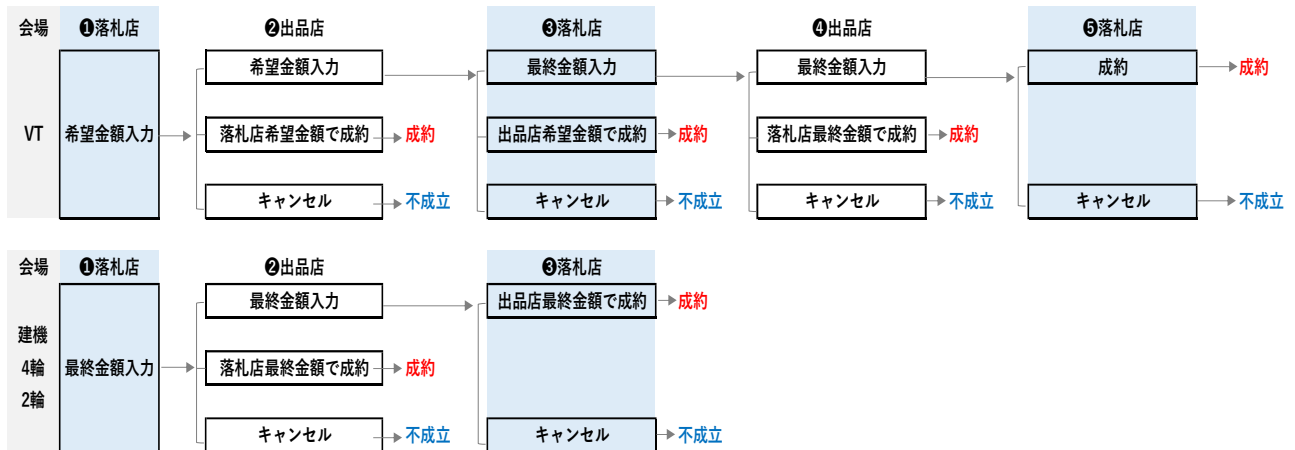 会場 ❶落札店 ❷出品店 ❸落札店 ❹出品店 ❺落札店
希望金額入力 最終金額入力 最終金額入力 成約 成約
VT 希望金額入力 落札店希望金額で成約 成約 出品店希望金額で成約 成約 落札店最終金額で成約 成約
キャンセル 不成立 キャンセル 不成立 キャンセル 不成立 キャンセル 不成立
会場 ❶落札店 ❷出品店 ❸落札店
最終金額入力 出品店最終金額で成約 成約
建機
4輪 最終金額入力 落札店最終金額で成約 成約
2輪
キャンセル 不成立 キャンセル 不成立